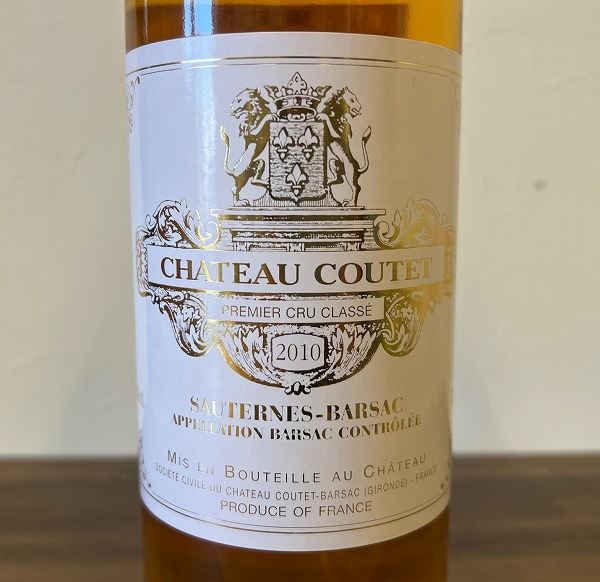 CHATEAU COUTET
PREMIER CRU CLASSÉ
2010
SAUTERNES-BARSAC
APPELLATION BARSAC CONTRÔLÉE
MIS EN BOUTEILLE AU CHÂTEAU
SOCIÉTÉ CIVILE DU CHATEAU COUTET-BARSAC (GIRONDE) - FRANCE
PRODUCE OF FRANCE